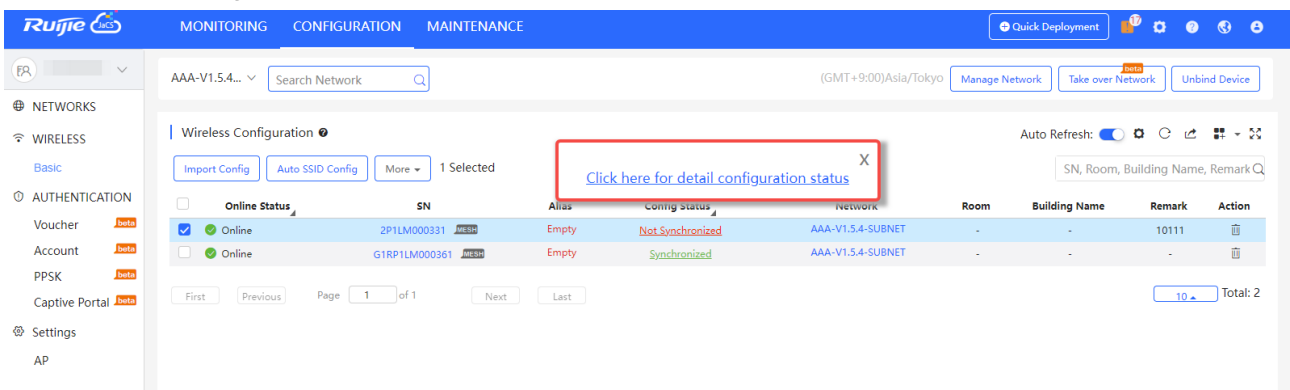 Ruijie JaCS MONITORING CONFIGURATION MAINTENANCE Quick Deployment 17
FR AAA-V1.5.4... Search Network (GMT+9:00)Asia/Tokyo Manage Network Take over Network beta Unbind Device
NETWORKS
WIRELESS
Basic
AUTHENTICATION
Voucher beta
Account beta
PPSK beta
Captive Portal beta
Settings
AP
Wireless Configuration Auto Refresh:
Import Config Auto SSID Config More 1 Selected SN, Room, Building Name, Remark
X
Click here for detail configuration status
Online Status SN Alias Config Status Network Room Building Name Remark Action
Online 2P1LM000331 MESH Empty Not Synchronized AAA-V1.5.4-SUBNET - - 10111
Online G1RP1LM000361 MESH Empty Synchronized AAA-V1.5.4-SUBNET - - -
First Previous Page 1 of 1 Next Last 10 Total: 2